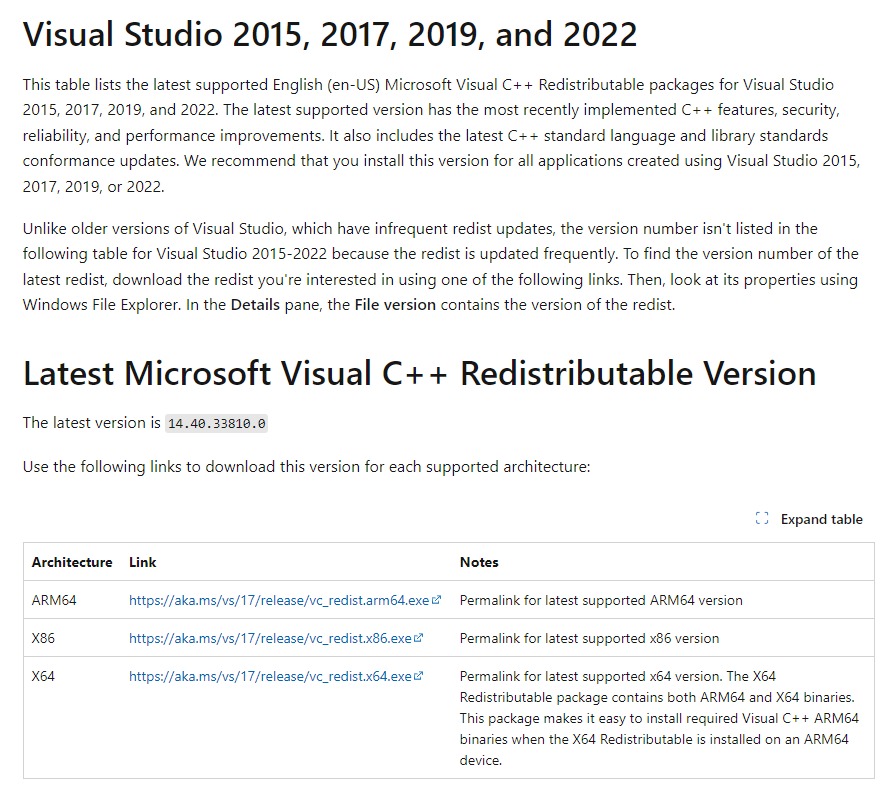 Visual Studio 2015, 2017, 2019, and 2022
This table lists the latest supported English (en-US) Microsoft Visual C++ Redistributable packages for Visual Studio
2015, 2017, 2019, and 2022. The latest supported version has the most recently implemented C++ features, security,
reliability, and performance improvements. It also includes the latest C++ standard language and library standards
conformance updates. We recommend that you install this version for all applications created using Visual Studio 2015,
2017, 2019, or 2022.
Unlike older versions of Visual Studio, which have infrequent redist updates, the version number isn't listed in the
following table for Visual Studio 2015-2022 because the redist is updated frequently. To find the version number of the
latest redist, download the redist you're interested in using one of the following links. Then, look at its properties using
Windows File Explorer. In the Details pane, the File version contains the version of the redist.
Latest Microsoft Visual C++ Redistributable Version
The latest version is 14.40.33810.0
Use the following links to download this version for each supported architecture:
Expand table
Architecture Link Notes
ARM64 https://aka.ms/vs/17/release/vc_redist.arm64.exe Permalink for latest supported ARM64 version
X86 https://aka.ms/vs/17/release/vc_redist.x86.exe Permalink for latest supported x86 version
X64 https://aka.ms/vs/17/release/vc_redist.x64.exe Permalink for latest supported x64 version. The X64
Redistributable package contains both ARM64 and X64 binaries.
This package makes it easy to install required Visual C++ ARM64
binaries when the X64 Redistributable is installed on an ARM64
device.